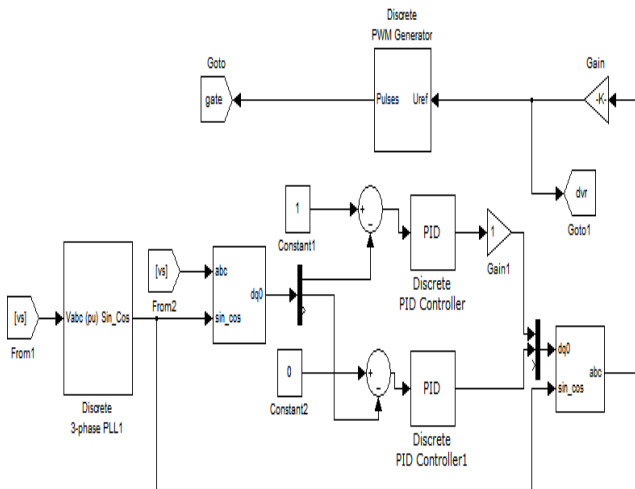 Discrete
PWM Generator
Goto
Gain
gate
Pulses
Uref
-K-
dvr
Goto1
1
Constant1
+
−
PID
1
Gain1
Discrete
PID Controller
[vs]
From2
abc
dq0
sin_cos
[vs]
From1
Vabc (pu) Sin_Cos
Discrete
3-phase PLL1
0
Constant2
+
−
PID
Discrete
PID Controller1
dq0
abc
sin_cos